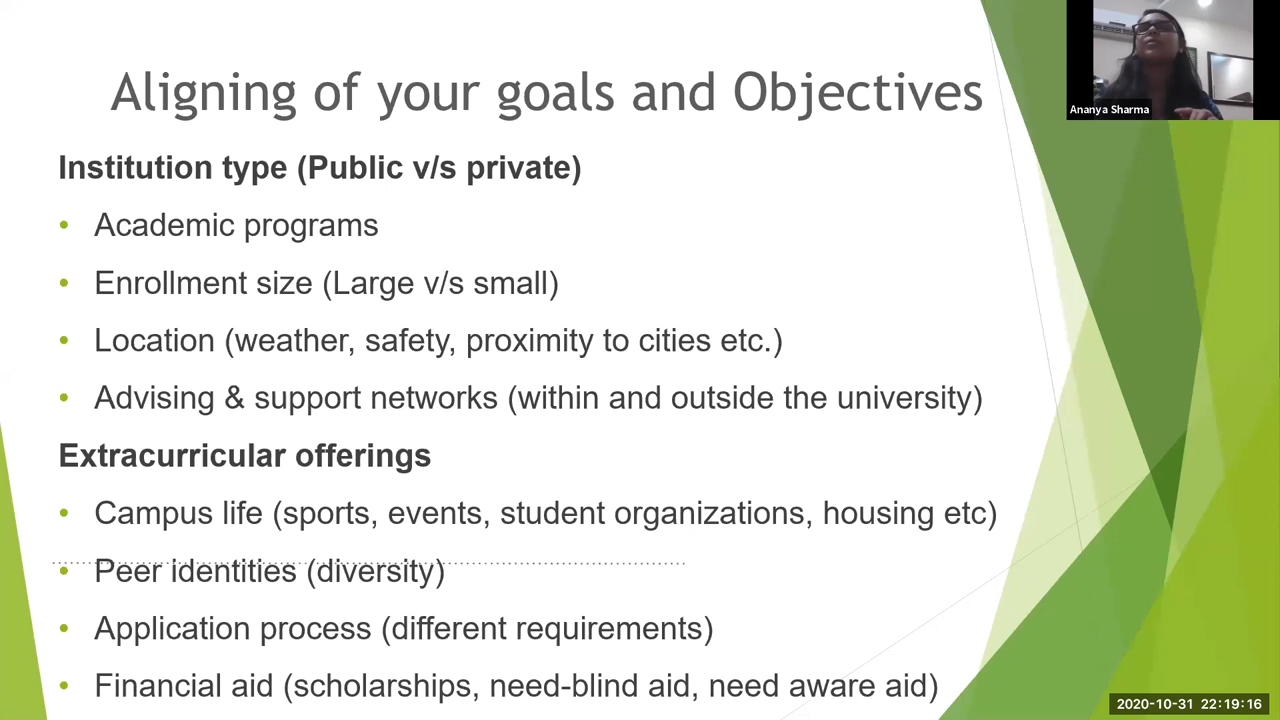 Aligning of your goals and Objectives
Ananya Sharma
Institution type (Public v/s private)
• Academic programs
• Enrollment size (Large v/s small)
• Location (weather, safety, proximity to cities etc.)
• Advising & support networks (within and outside the university)
Extracurricular offerings
• Campus life (sports, events, student organizations, housing etc)
• Peer identities (diversity)
• Application process (different requirements)
• Financial aid (scholarships, need-blind aid, need aware aid)
2020-10-31 22:19:16